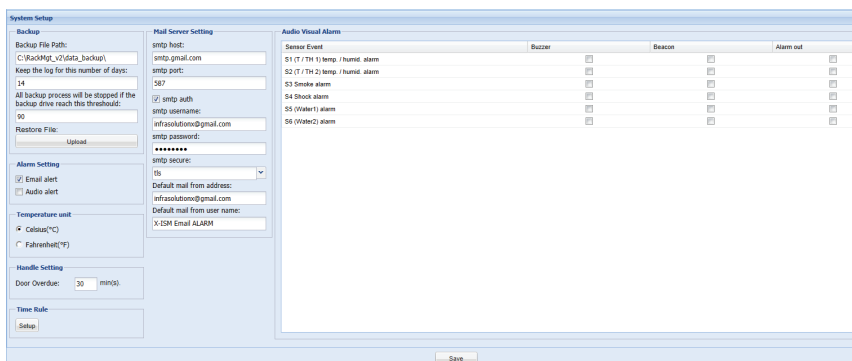 System Setup
Backup
Backup File Path:
C:\RackMgt_v2\data_backup\
Keep the log for this number of days:
14
All backup process will be stopped if the
backup drive reach this threshold:
90
Restore File:
Upload
Alarm Setting
Email alert
Audio alert
Temperature unit
Celsius(°C)
Fahrenheit(°F)
Handle Setting
Door Overdue: 30 min(s).
Time Rule
Setup
Mail Server Setting
smtp host:
smtp.gmail.com
smtp port:
587
smtp auth
smtp username:
infrasolutionx@gmail.com
smtp password:
••••••••
smtp secure:
tls
Default mail from address:
infrasolutionx@gmail.com
Default mail from user name:
X-ISM Email ALARM
Audio Visual Alarm
Sensor Event Buzzer Beacon Alarm out
S1 (T / TH 1) temp. / humid. alarm
S2 (T / TH 2) temp. / humid. alarm
S3 Smoke alarm
S4 Shock alarm
S5 (Water1) alarm
S6 (Water2) alarm
Save